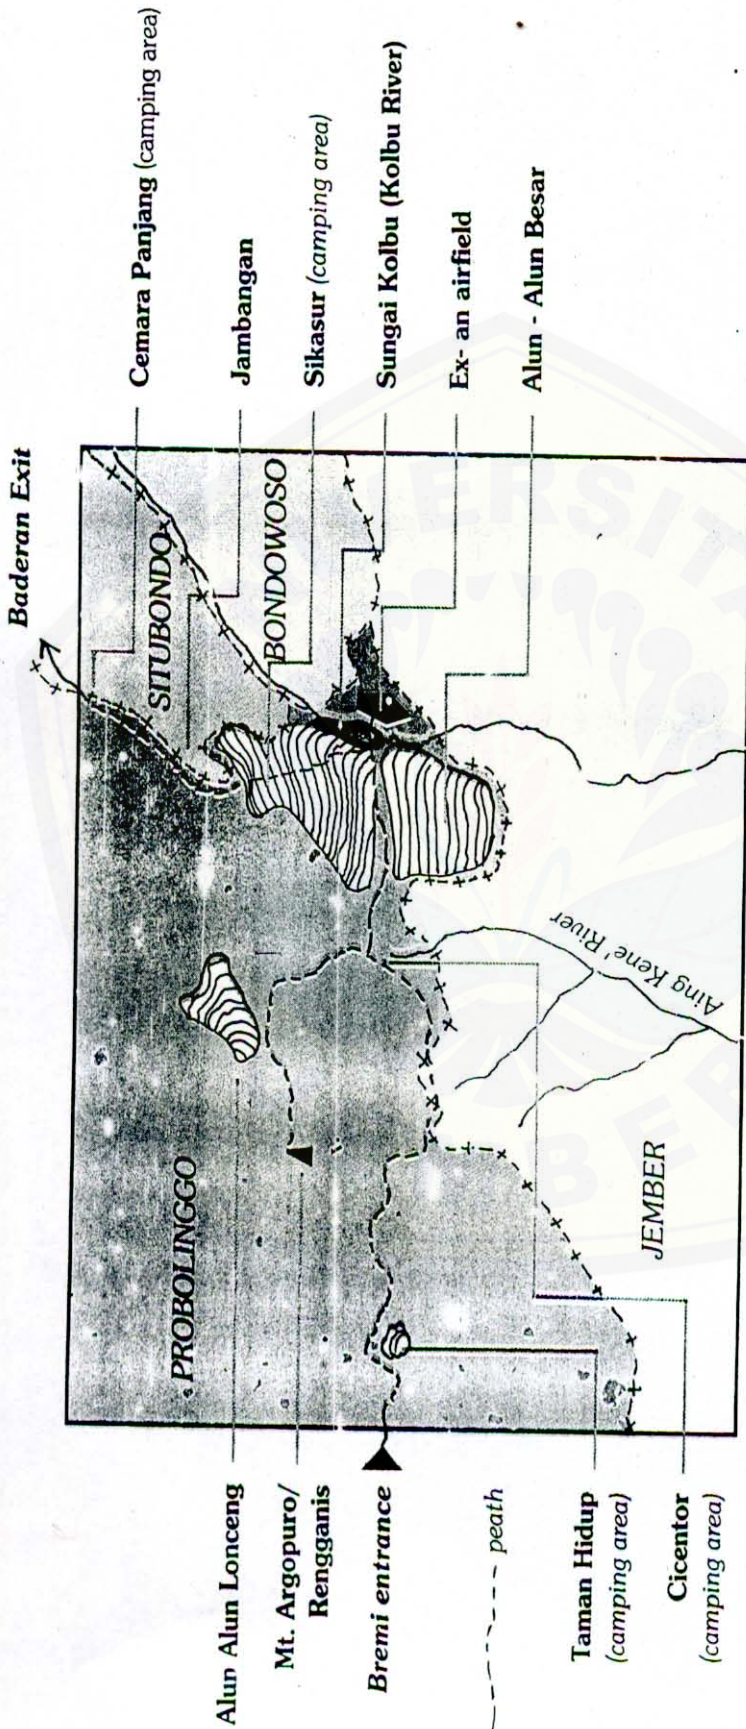 Baderan Exit
Cemara Panjang (camping area)
Jambangan
Sikasur (camping area)
Sungai Kolbu (Kolbu River)
Ex- an airfield
Alun - Alun Besar
SITUBONDO
BONDOWOSO
PROBOLINGGO
JEMBER
Aing Kene' River
Alun Alun Lonceng
Mt. Argopuro/
Rengganis
Bremi entrance
peath
Taman Hidup
(camping area)
Cicentor
(camping area)